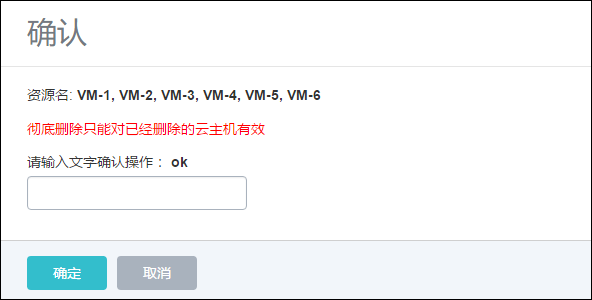 确认
资源名: VM-1, VM-2, VM-3, VM-4, VM-5, VM-6
彻底删除只能对已经删除的云主机有效
请输入文字确认操作： ok
确定 取消